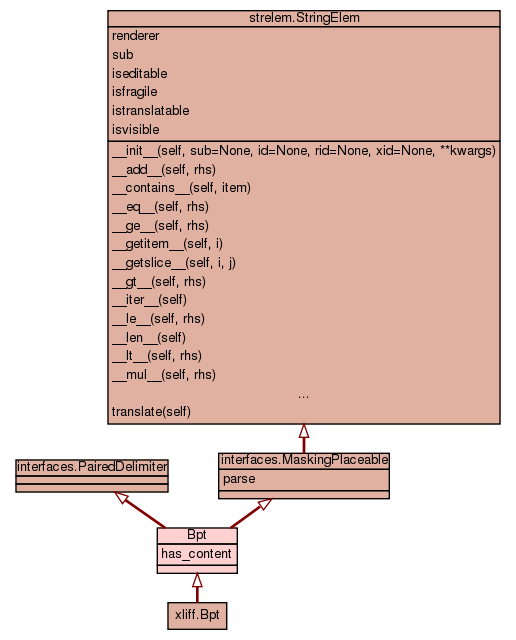 strelem.StringElem
renderer
sub
iseditable
isfragile
istranslatable
isvisible
__init__(self, sub=None, id=None, rid=None, xid=None, **kwargs)
__add__(self, rhs)
__contains__(self, item)
__eq__(self, rhs)
__ge__(self, rhs)
__getitem__(self, i)
__getslice__(self, i, j)
__gt__(self, rhs)
__iter__(self)
__le__(self, rhs)
__len__(self)
__lt__(self, rhs)
__mul__(self, rhs)
...
translate(self)
interfaces.PairedDelimiter
interfaces.MaskingPlaceable
parse
Bpt
has_content
xliff.Bpt